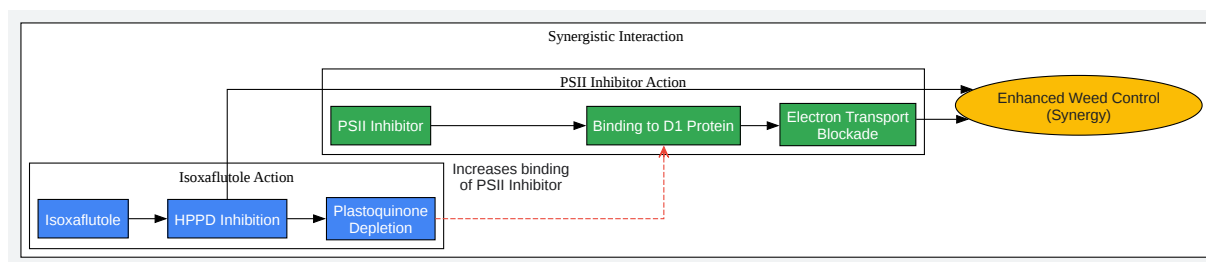 Synergistic Interaction
PSII Inhibitor Action
PSII Inhibitor
Binding to D1 Protein
Electron Transport
Blockade
Enhanced Weed Control
(Synergy)
Increases binding
of PSII Inhibitor
Isoxaflutole Action
Isoxaflutole
HPPD Inhibition
Plastoquinone
Depletion